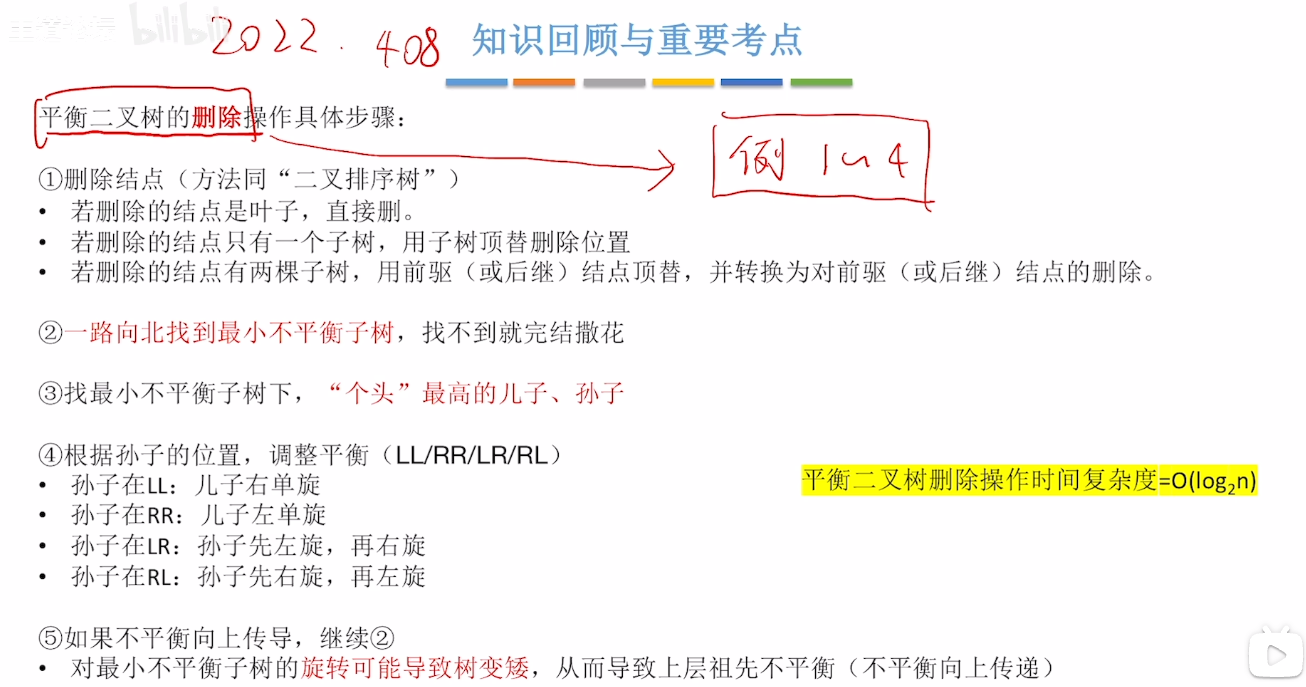 bilibili
2022. 408
知识回顾与重要考点
平衡二叉树的删除操作具体步骤：
例 1~4
①删除结点（方法同“二叉排序树”）
• 若删除的结点是叶子，直接删。
• 若删除的结点只有一个子树，用子树顶替删除位置
• 若删除的结点有两棵子树，用前驱（或后继）结点顶替，并转换为对前驱（或后继）结点的删除。
②一路向北找到最小不平衡子树，找不到就完结撒花
③找最小不平衡子树下，“个头”最高的儿子、孙子
④根据孙子的位置，调整平衡（LL/RR/LR/RL）
• 孙子在LL：儿子右单旋
• 孙子在RR：儿子左单旋
• 孙子在LR：孙子先左旋，再右旋
• 孙子在RL：孙子先右旋，再左旋
平衡二叉树删除操作时间复杂度=O(log₂n)
⑤如果不平衡向上传导，继续②
• 对最小不平衡子树的旋转可能导致树变矮，从而导致上层祖先不平衡（不平衡向上传递）